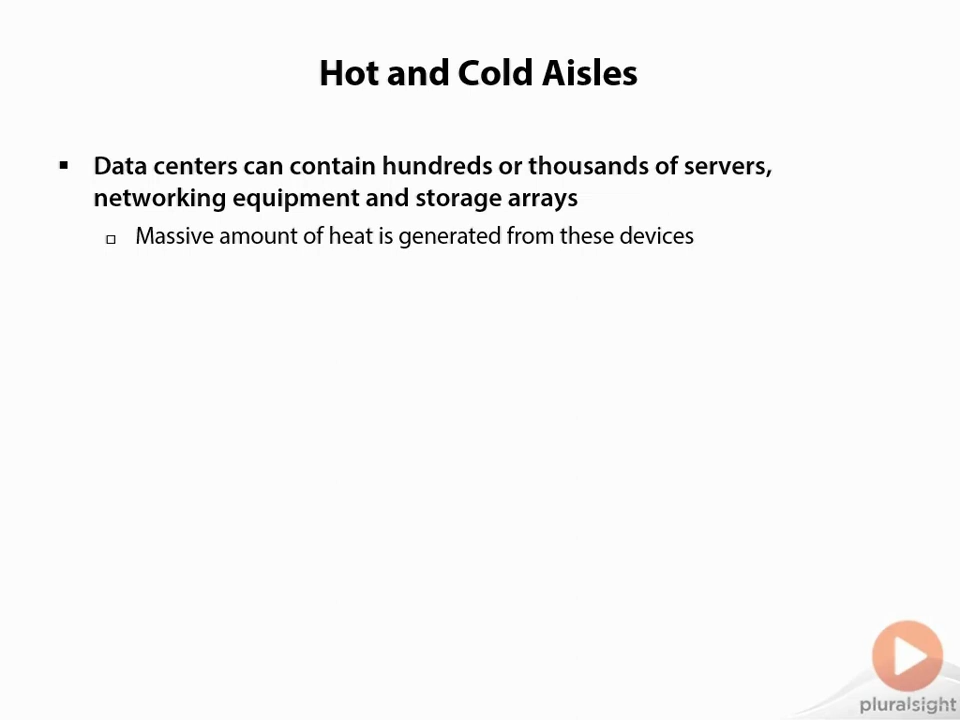 Hot and Cold Aisles
▪ Data centers can contain hundreds or thousands of servers,
networking equipment and storage arrays
▫ Massive amount of heat is generated from these devices
pluralsight